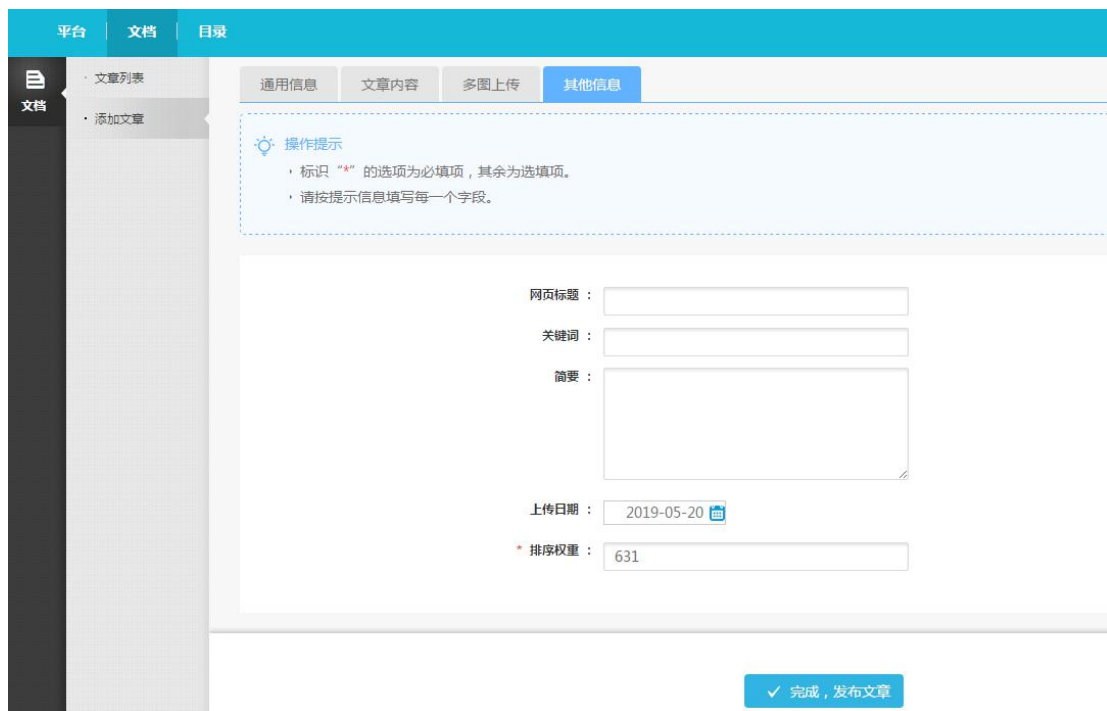 平台 文档 目录
文档
· 文章列表
· 添加文章
通用信息 文章内容 多图上传 其他信息
操作提示
· 标识“*”的选项为必填项，其余为选填项。
· 请按提示信息填写每一个字段。
网页标题 ：
关键词 ：
简要 ：
上传日期 ： 2019-05-20
* 排序权重 ： 631
✓ 完成，发布文章